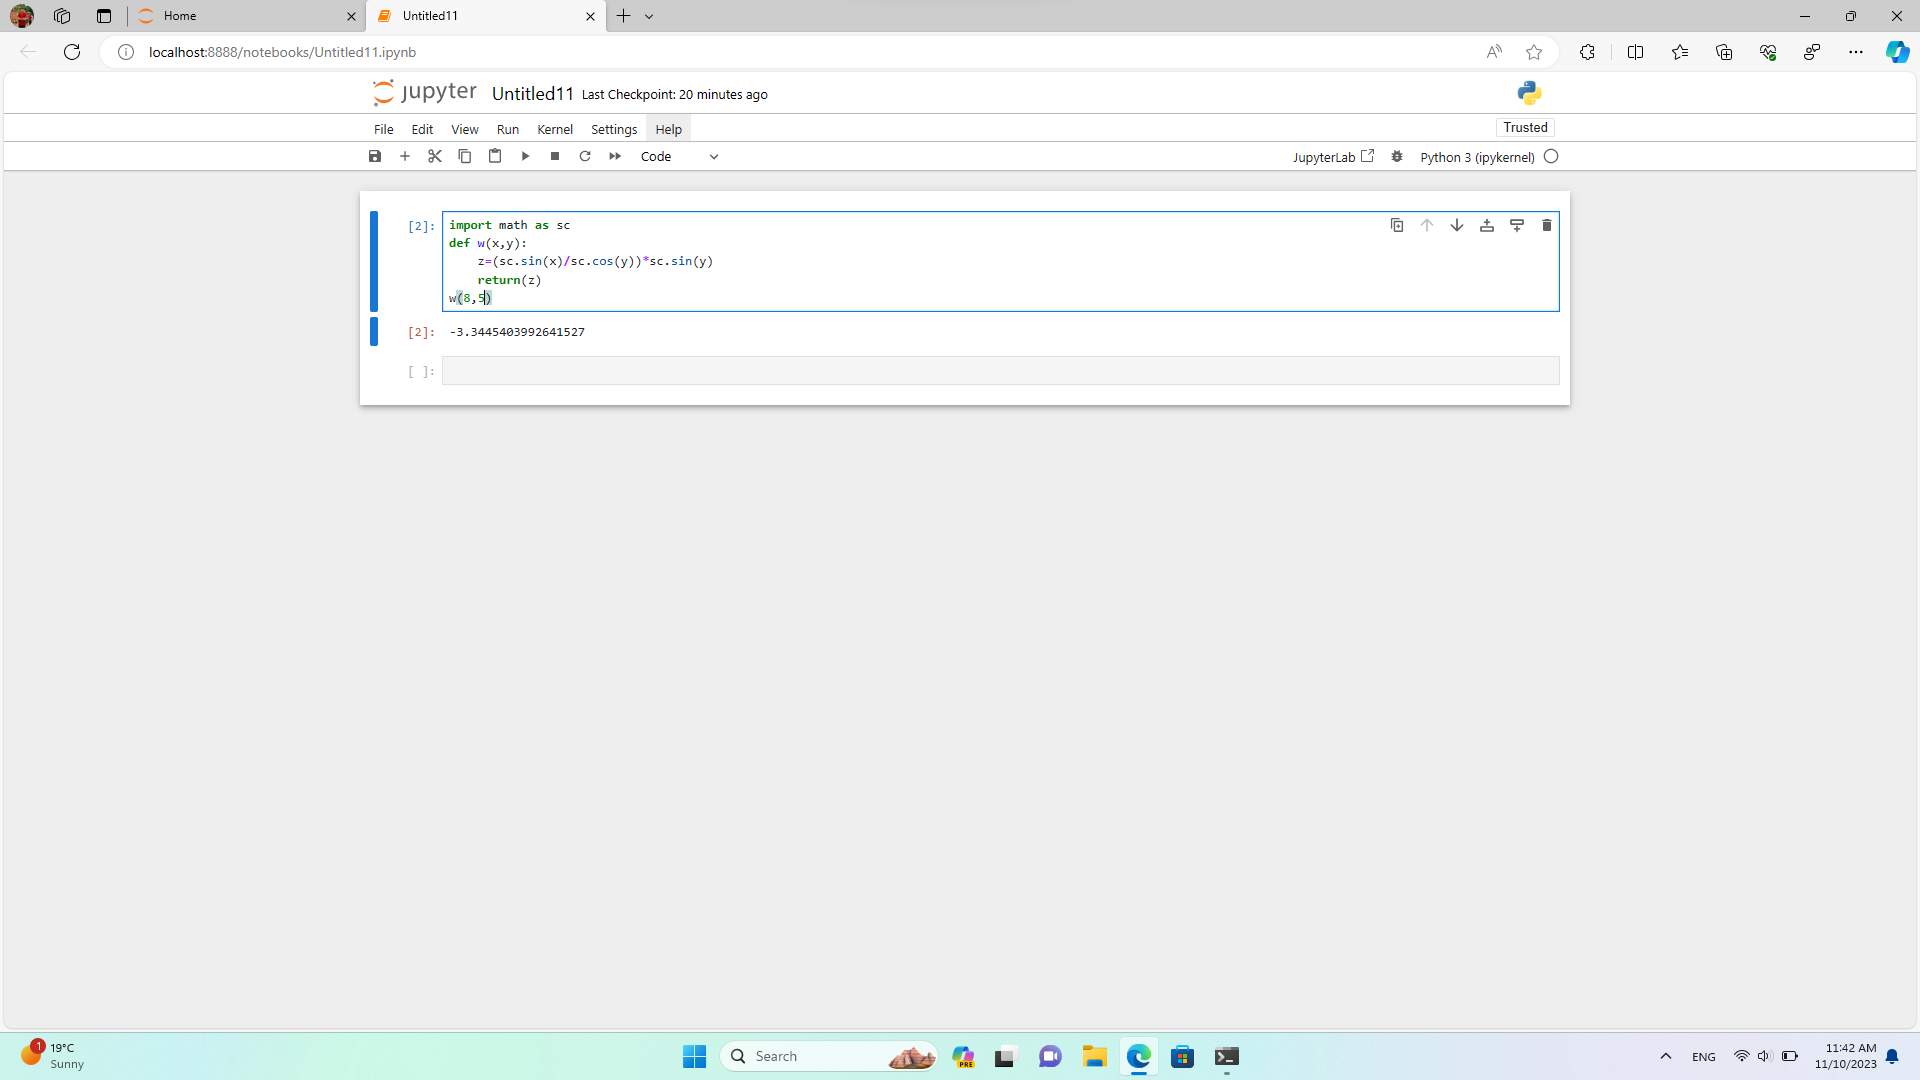 Home
Untitled11
localhost:8888/notebooks/Untitled11.ipynb
jupyter Untitled11 Last Checkpoint: 20 minutes ago
File Edit View Run Kernel Settings Help
Trusted
Code
JupyterLab
Python 3 (ipykernel)
[2]:
import math as sc
def w(x,y):
    z=(sc.sin(x)/sc.cos(y))*sc.sin(y)
    return(z)
w(8,5)
[2]: -3.3445403992641527
[ ]:
1
19°C
Sunny
Search
PRE
ENG
11:42 AM
11/10/2023